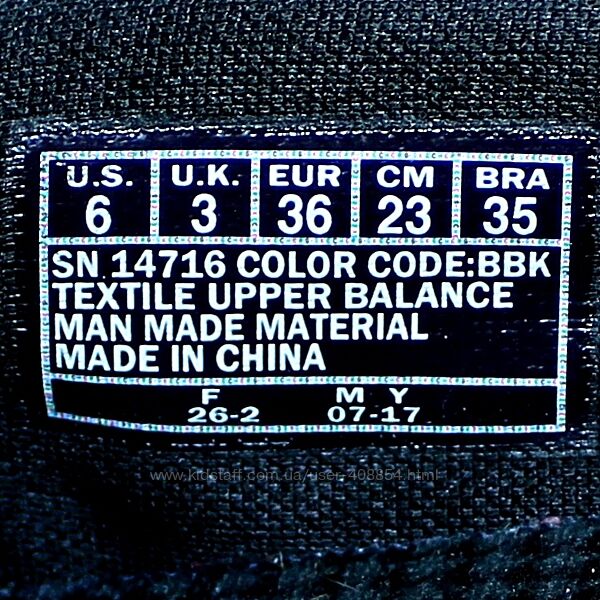 U.S. U.K. EUR CM BRA
6 3 36 23 35
SN 14716 COLOR CODE:BBK
TEXTILE UPPER BALANCE
MAN MADE MATERIAL
MADE IN CHINA
F M Y
26-2 07-17
www.kidstaff.com.ua/user-408854.html